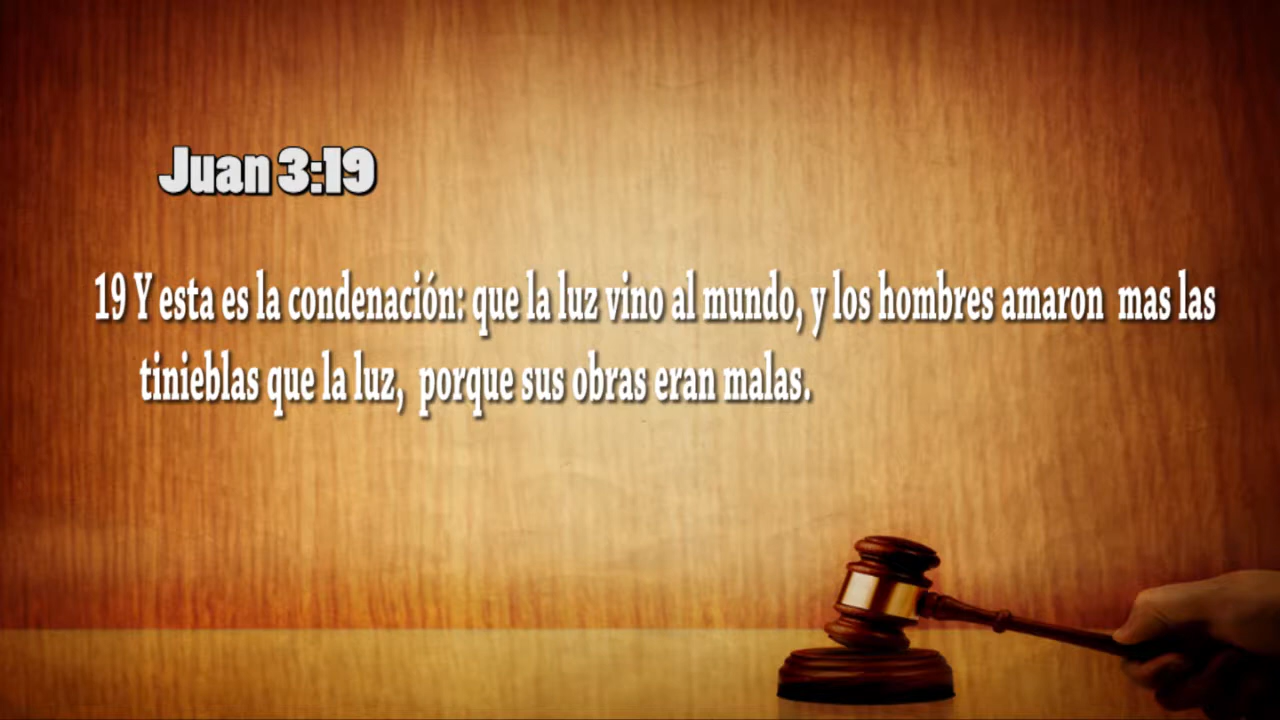 Juan 3:19
19 Y esta es la condenación: que la luz vino al mundo, y los hombres amaron mas las
tinieblas que la luz, porque sus obras eran malas.